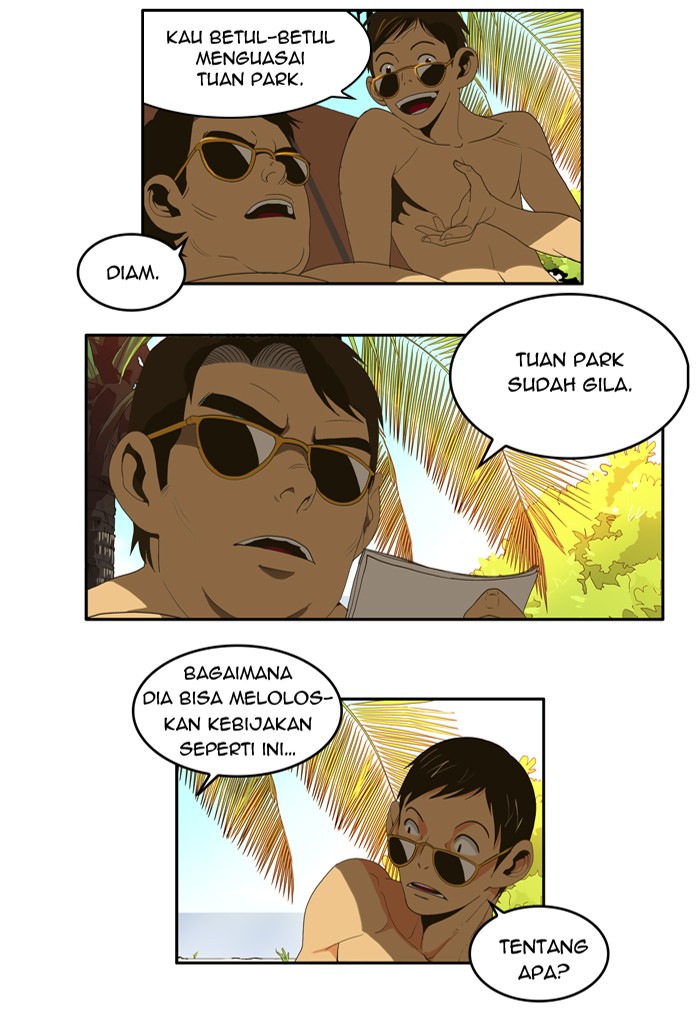 KAU BETUL-BETUL
MENGUASAI
TUAN PARK.
DIAM.
TUAN PARK
SUDAH GILA.
BAGAIMANA
DIA BISA MELOLOS-
KAN KEBIJAKAN
SEPERTI INI...
TENTANG
APA?